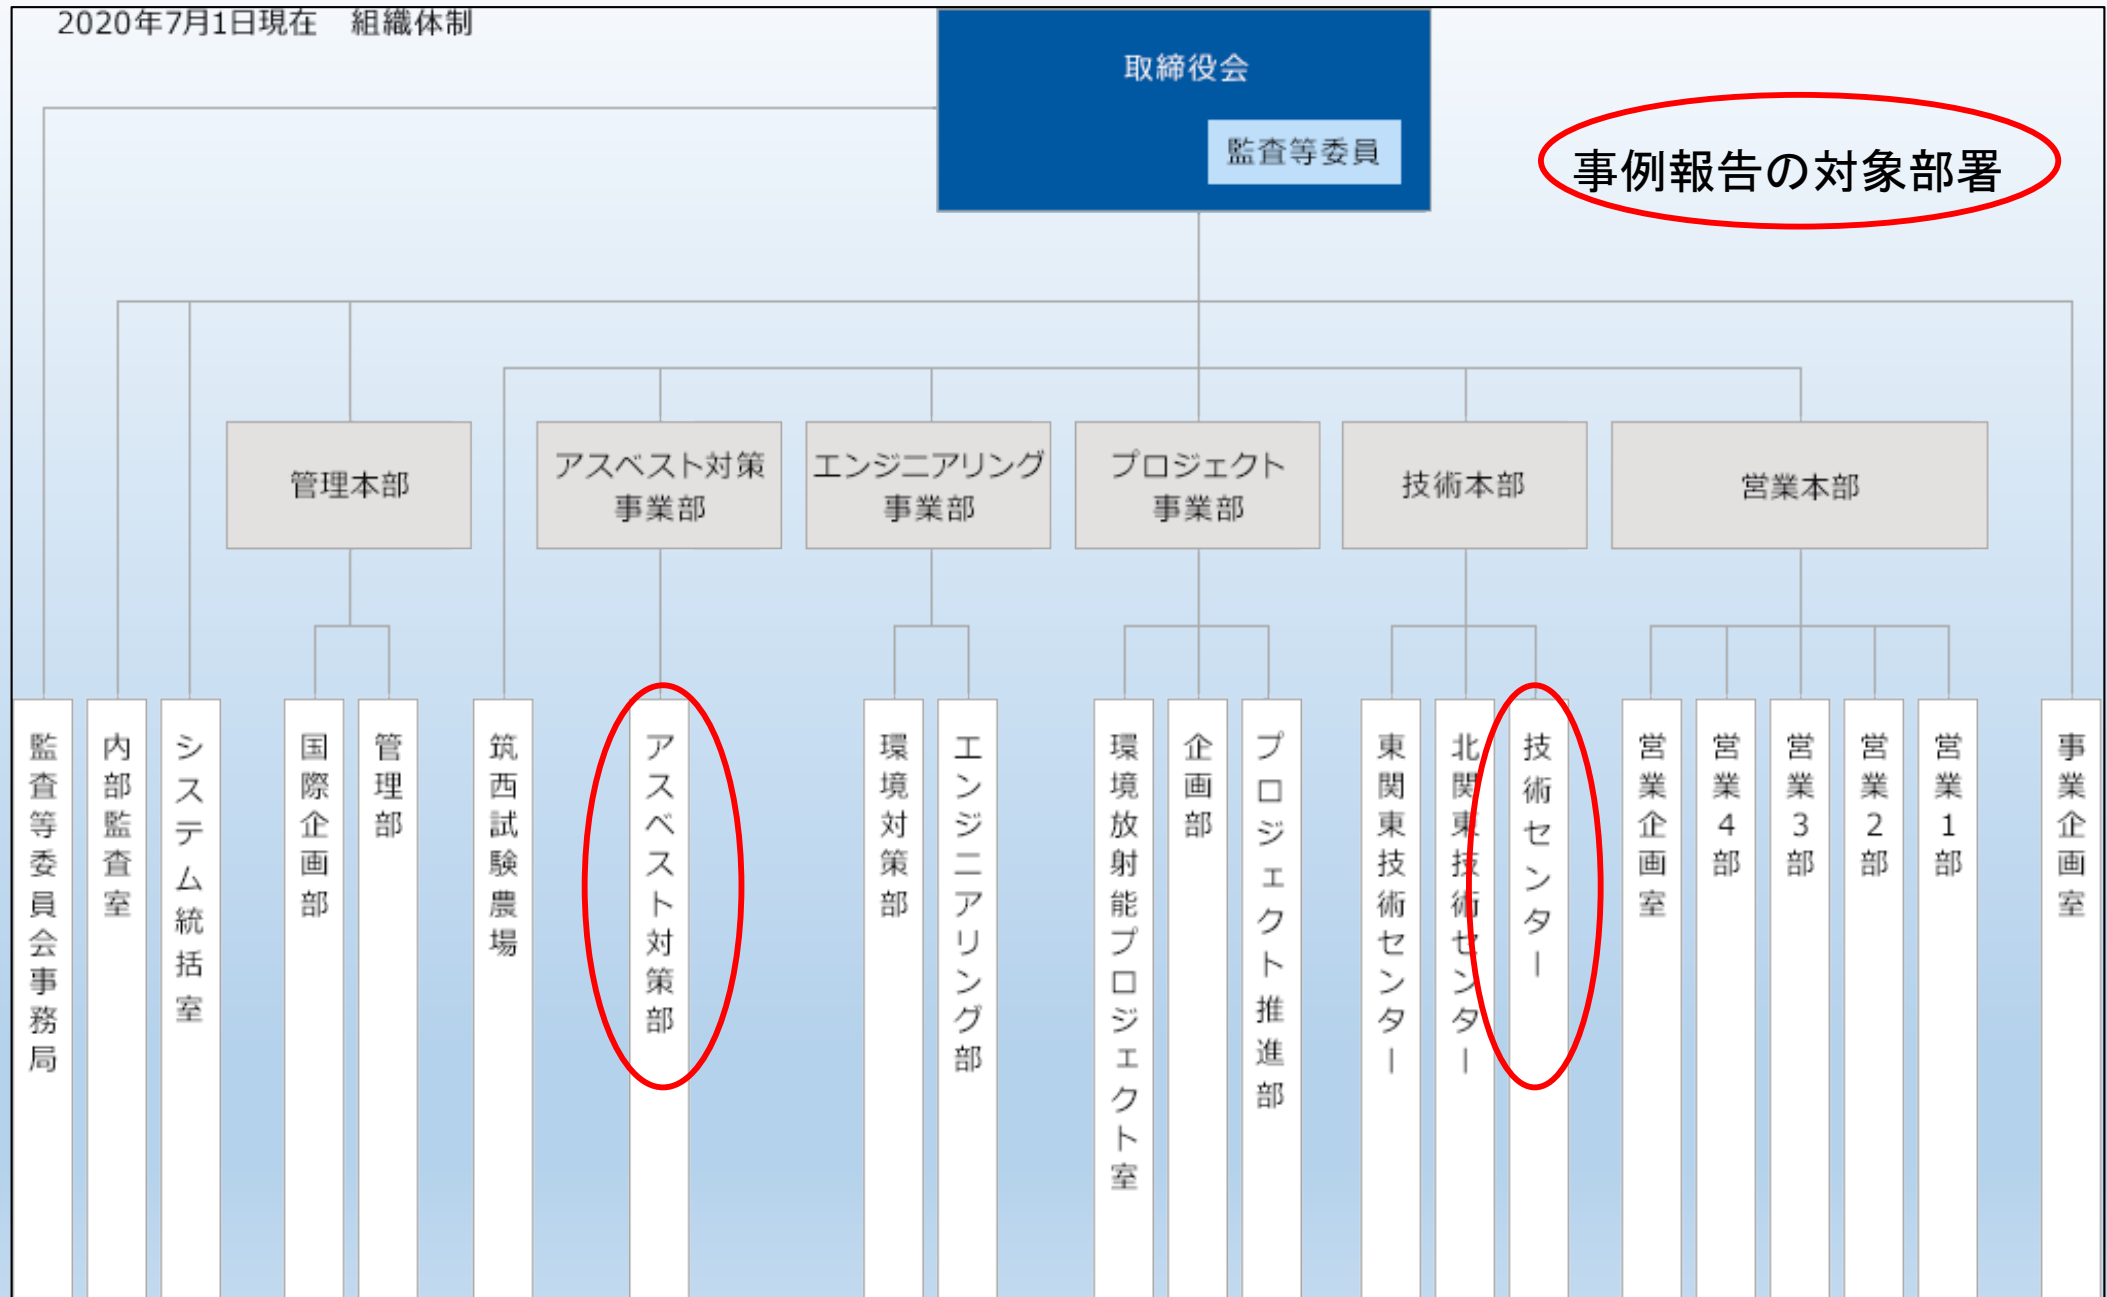 2020年7月1日現在　組織体制
取締役会
監査等委員
事例報告の対象部署
管理本部
アスベスト対策
事業部
エンジニアリング
事業部
プロジェクト
事業部
技術本部
営業本部
監査等委員会事務局
内部監査室
システム統括室
国際企画部
管理部
筑西試験農場
アスベスト対策部
環境対策部
エンジニアリング部
環境放射能プロジェクト室
企画部
プロジェクト推進部
東関東技術センター
北関東技術センター
技術センター
営業企画室
営業4部
営業3部
営業2部
営業1部
事業企画室